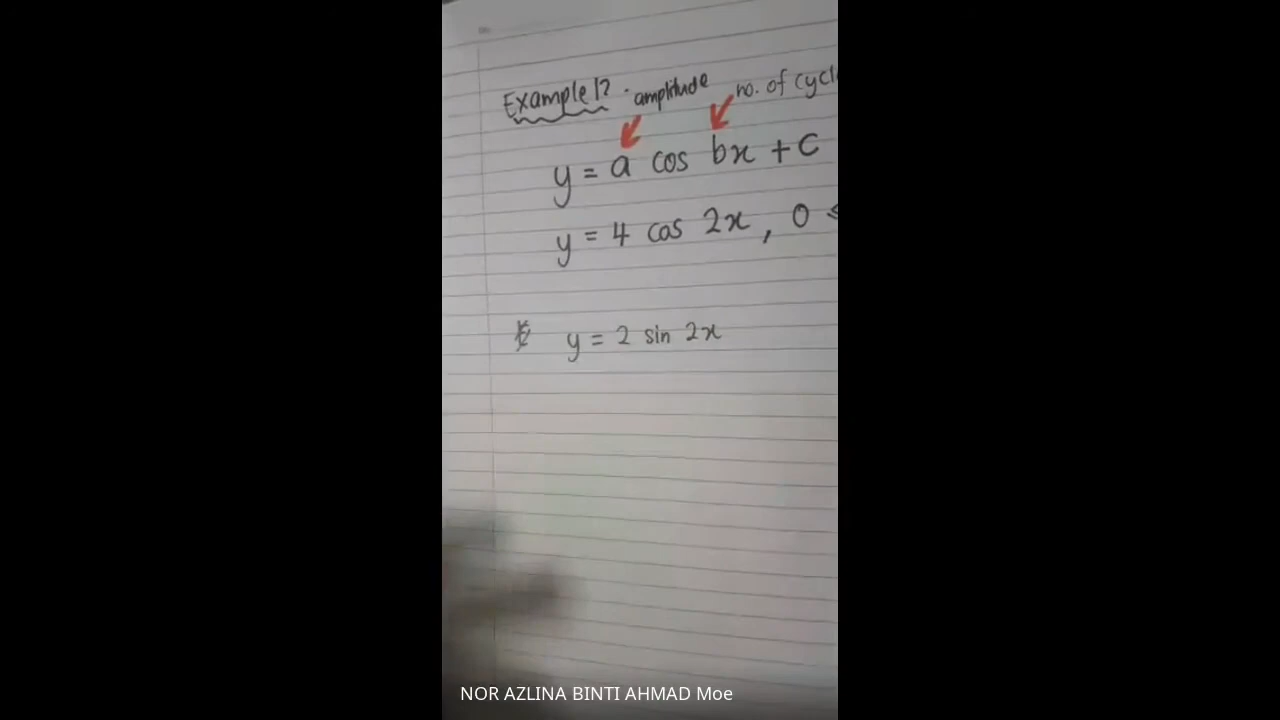 Example 12. amplitude no. of cycl
y = a cos bx + c
y = 4 cos 2x, 0 ≤
y = 2 sin 2x
NOR AZLINA BINTI AHMAD Moe